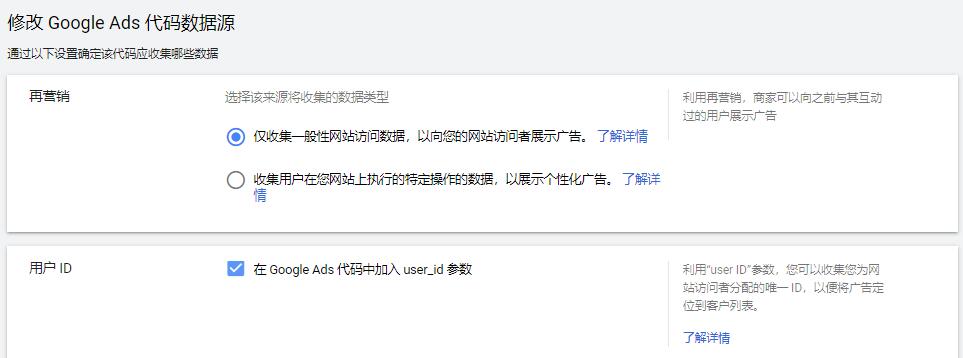 修改 Google Ads 代码数据源
通过以下设置确定该代码应收集哪些数据
再营销
选择该来源将收集的数据类型
仅收集一般性网站访问数据，以向您的网站访问者展示广告。 了解详情
收集用户在您网站上执行的特定操作的数据，以展示个性化广告。 了解详
情
利用再营销，商家可以向之前与其互动
过的用户展示广告
用户 ID
在 Google Ads 代码中加入 user_id 参数
利用“user ID”参数，您可以收集您为网
站访问者分配的唯一 ID，以便将广告定
位到客户列表。
了解详情